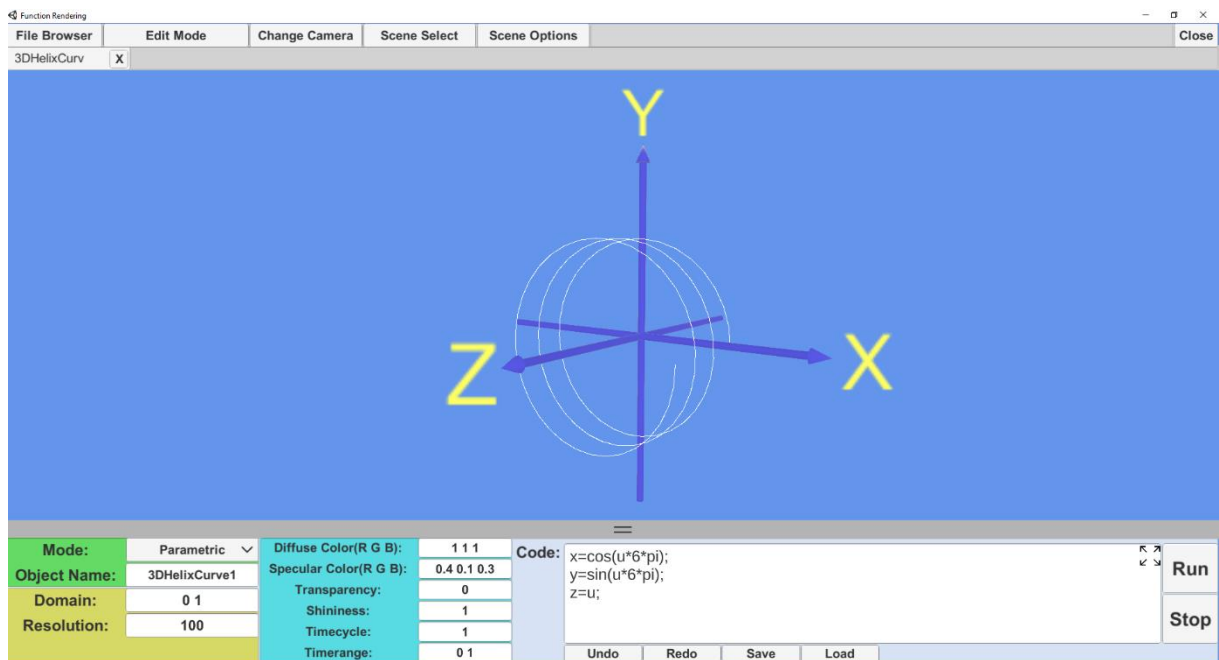 Function Rendering
File Browser Edit Mode Change Camera Scene Select Scene Options Close
3DHelixCurv X
Y
Z
X
Mode: Parametric
Object Name: 3DHelixCurve1
Domain: 0 1
Resolution: 100
Diffuse Color(R G B): 1 1 1
Specular Color(R G B): 0.4 0.1 0.3
Transparency: 0
Shininess: 1
Timecycle: 1
Timerange: 0 1
Code:
x=cos(u*6*pi);
y=sin(u*6*pi);
z=u;
Run
Stop
Undo Redo Save Load